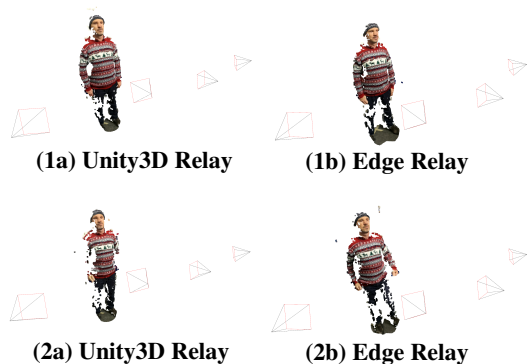 (1a) Unity3D Relay
(1b) Edge Relay
(2a) Unity3D Relay
(2b) Edge Relay